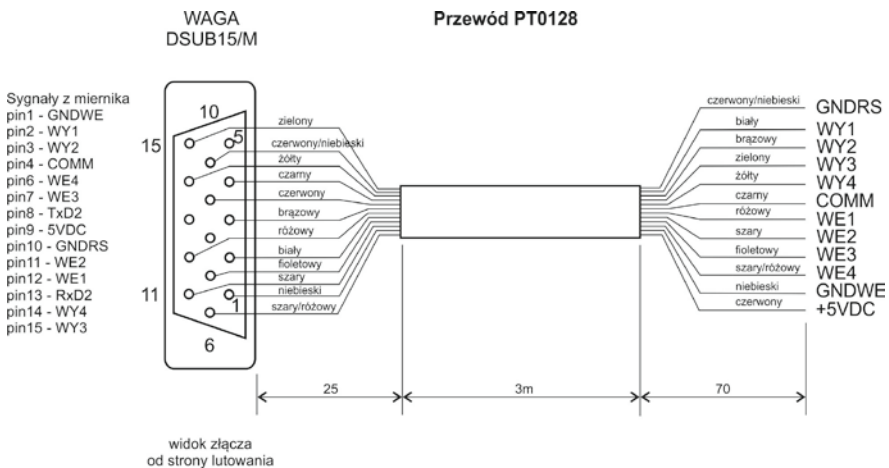 WAGA
DSUB15/M
Przewód PT0128
Sygnały z miernika
pin1 - GNDWE
pin2 - WY1
pin3 - WY2
pin4 - COMM
pin6 - WE4
pin7 - WE3
pin8 - TxD2
pin9 - 5VDC
pin10 - GNDRS
pin11 - WE2
pin12 - WE1
pin13 - RxD2
pin14 - WY4
pin15 - WY3
10
15
5
11
1
6
zielony
czerwony/niebieski
żółty
czarny
czerwony
brązowy
różowy
biały
fioletowy
szary
niebieski
szary/różowy
czerwony/niebieski GNDRS
biały WY1
brązowy WY2
zielony WY3
żółty WY4
czarny COMM
różowy WE1
szary WE2
fioletowy WE3
szary/różowy WE4
niebieski GNDWE
czerwony +5VDC
25 3m 70
widok złącza
od strony lutowania